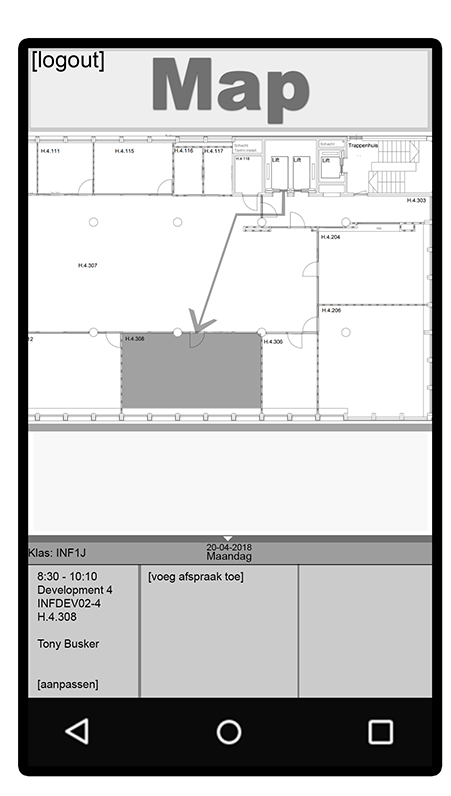 [logout]
Map
H.4.111
H.4.115
H.4.116
H.4.117
Schacht
H.4.118
Lift
Lift
Schacht
Lift
Trappenhuis
H.4.303
H.4.204
H.4.307
H.4.206
12
H.4.308
H.4.306
Klas: INF1J
20-04-2018
Maandag
8:30 - 10:10
Development 4
INFDEV02-4
H.4.308
Tony Busker
[aanpassen]
[voeg afspraak toe]